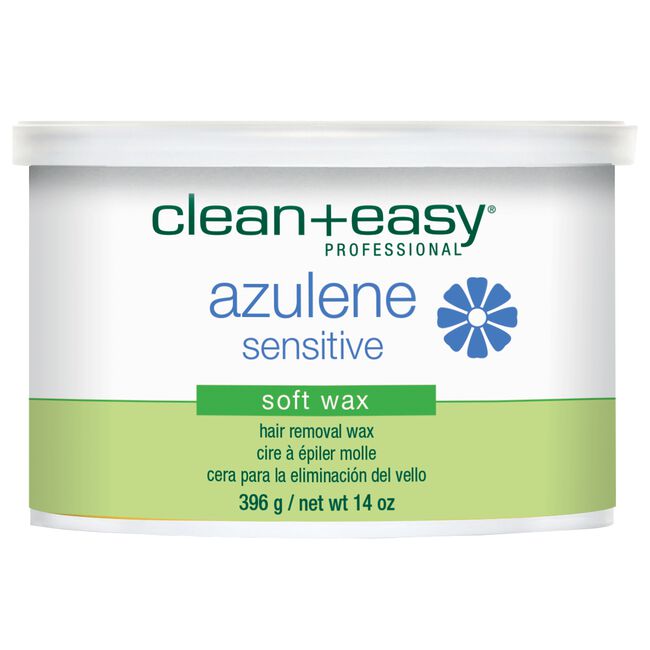 clean+easy®
PROFESSIONAL
azulene
sensitive
soft wax
hair removal wax
cire à épiler molle
cera para la eliminación del vello
396 g / net wt 14 oz